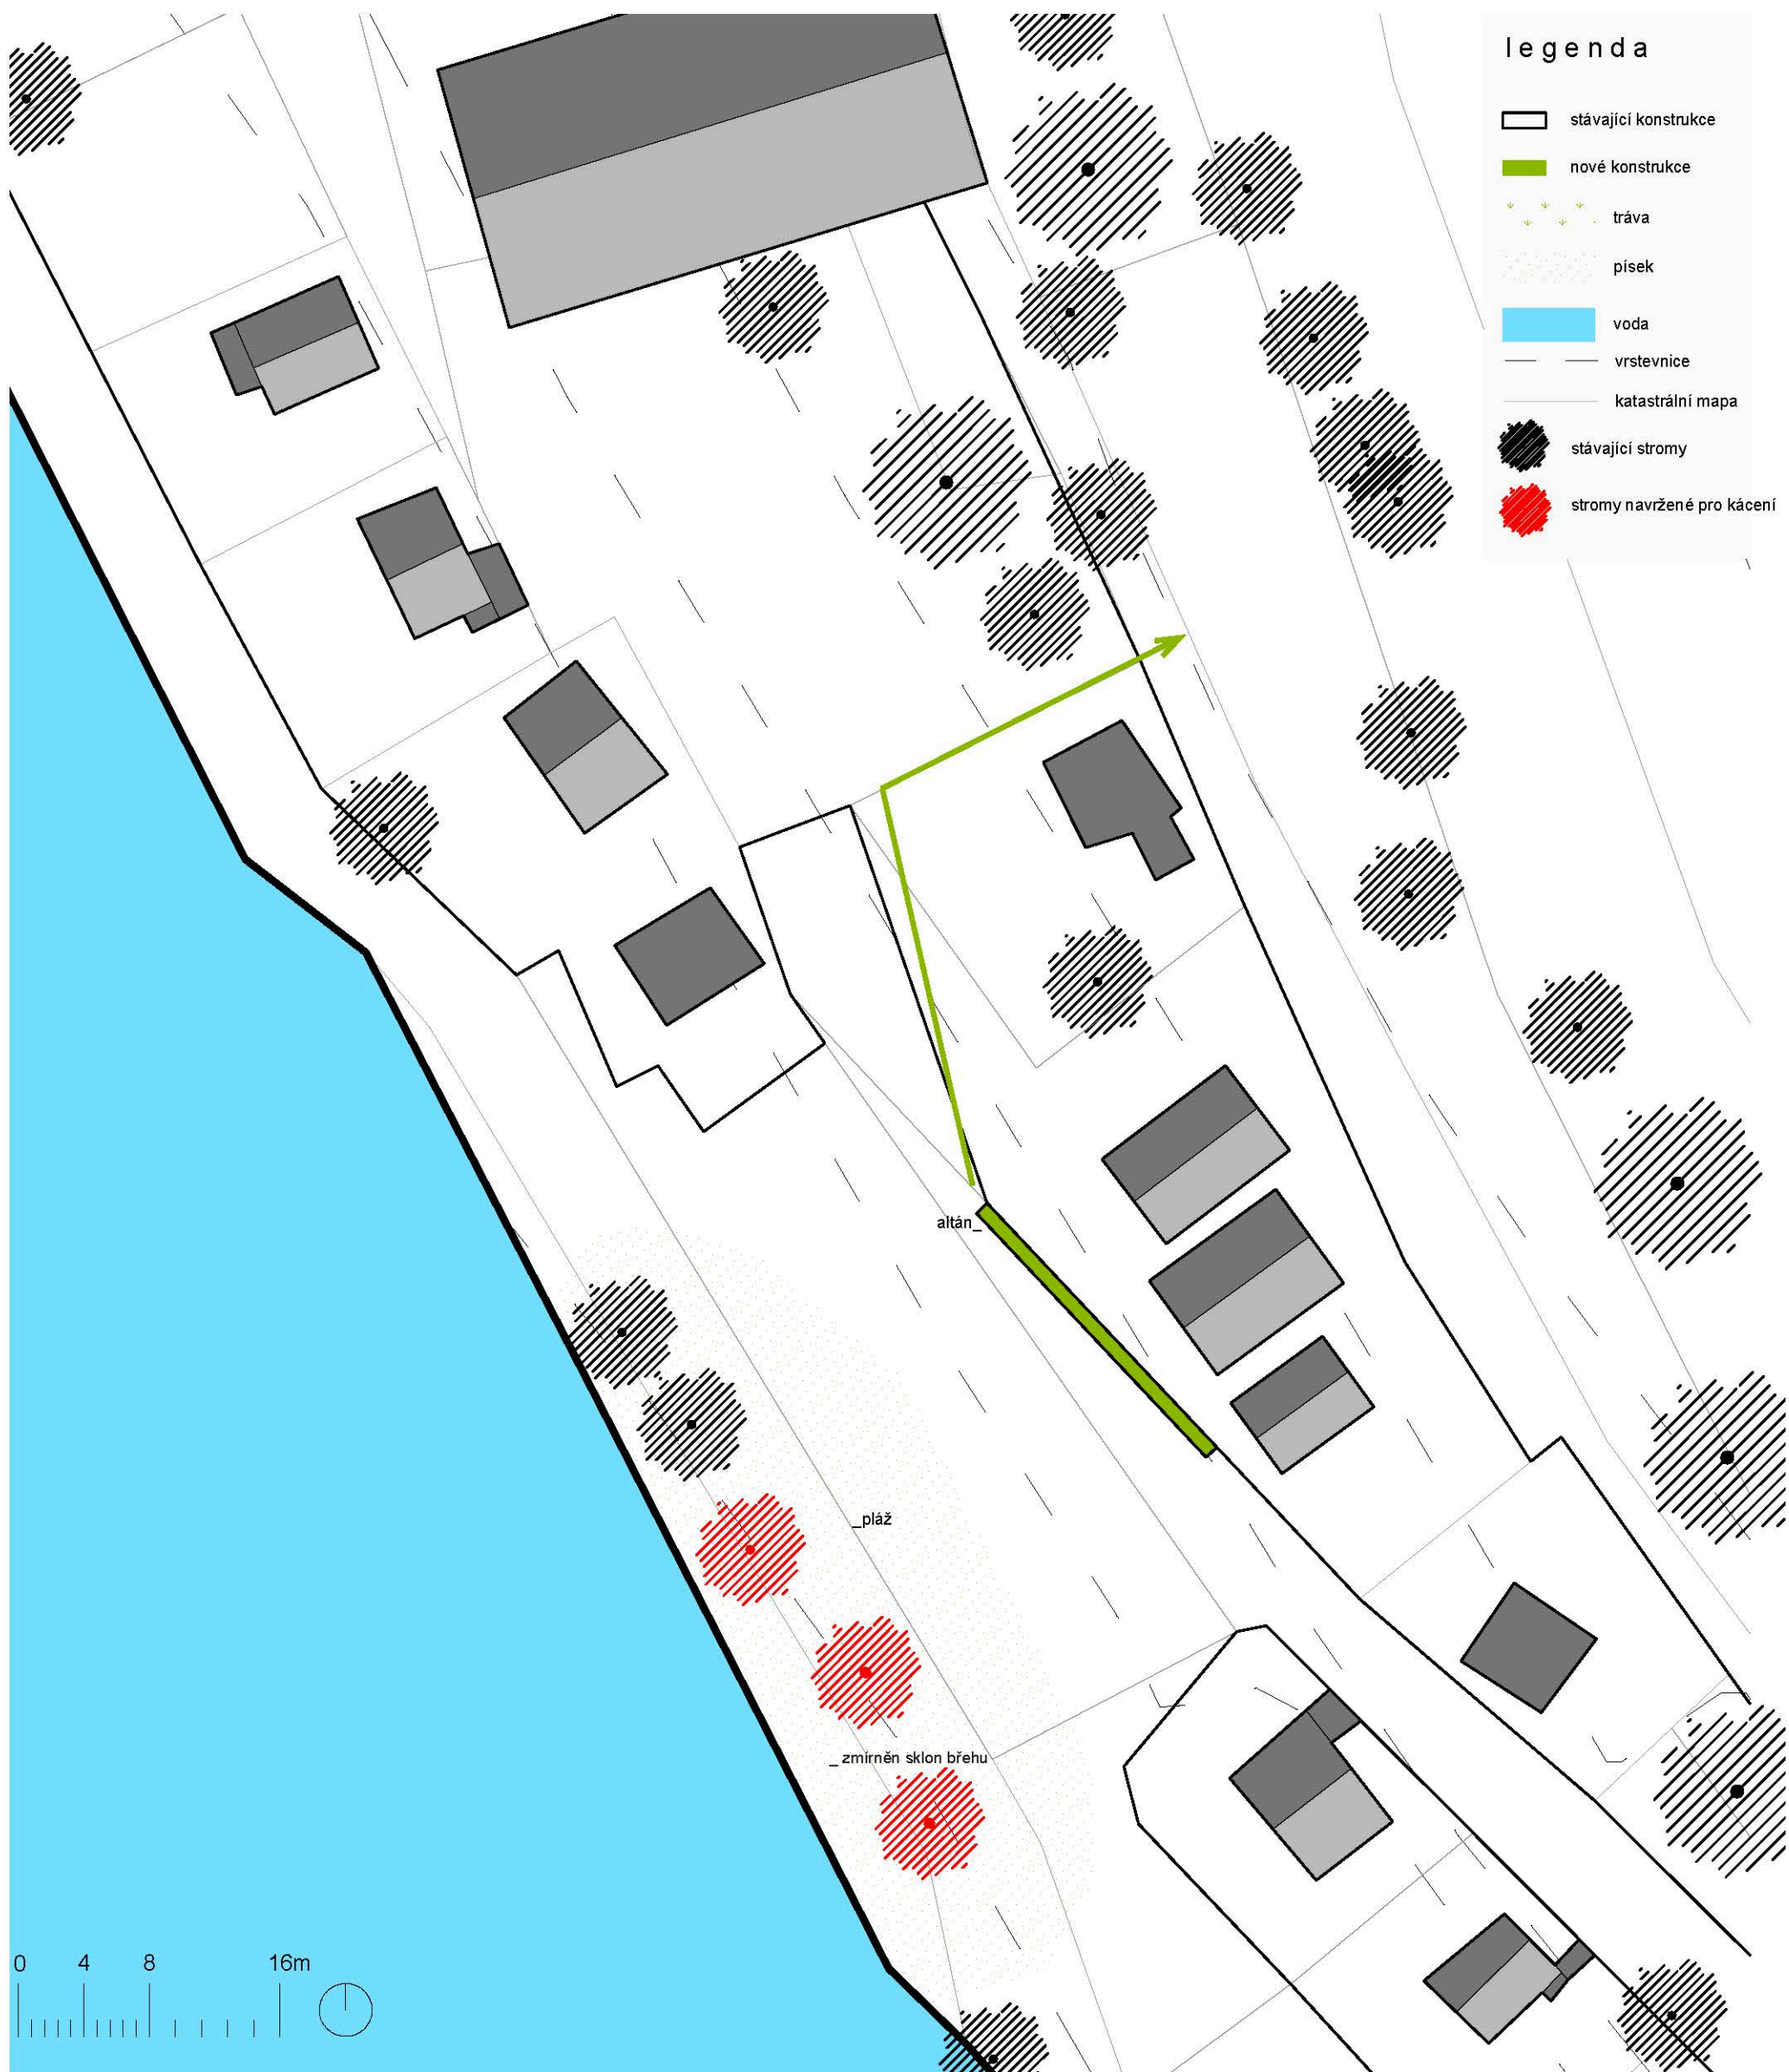 legenda
stávající konstrukce
nové konstrukce
tráva
písek
voda
vrstevnice
katastrální mapa
stávající stromy
stromy navržené pro kácení
altán_
_pláž
_ zmírněn sklon břehu
0 4 8 16m